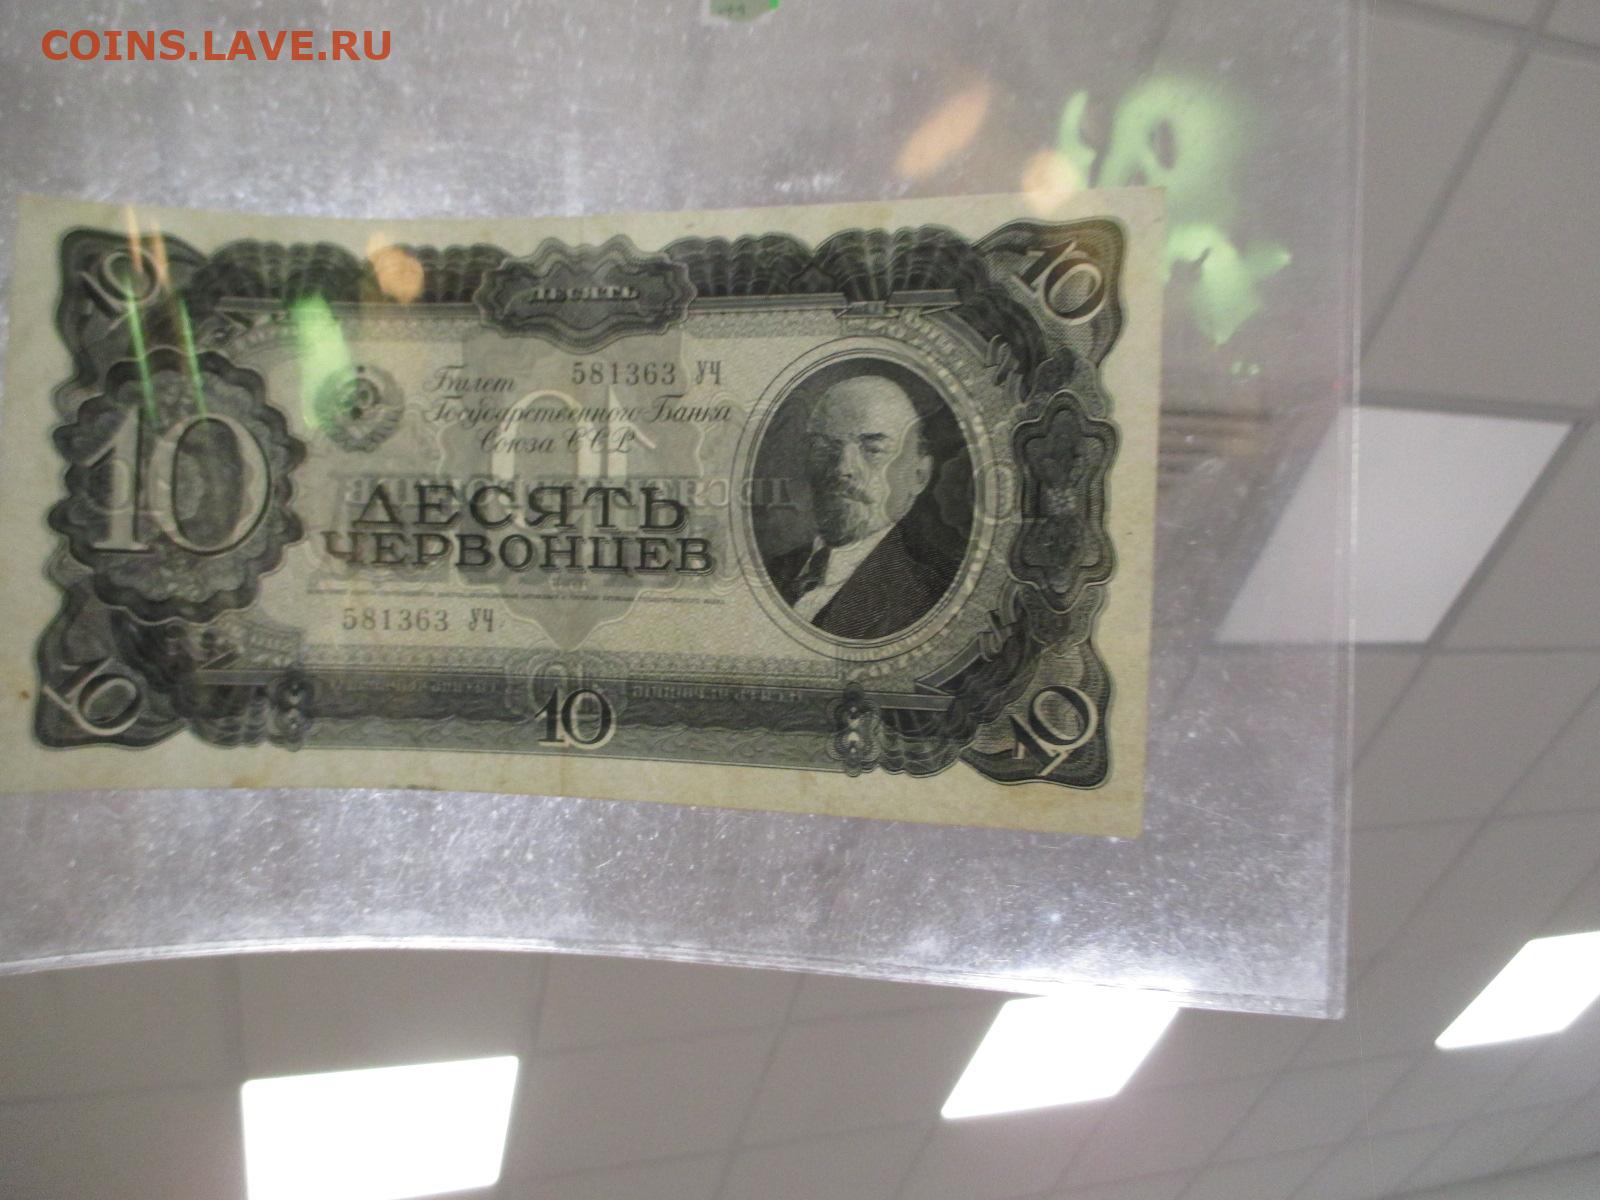 COINS.LAVE.RU
10 ДЕСЯТЬ 10
Билет 581363 УЧ
Государственного Банка
Союза ССР
10
ДЕСЯТЬ
ЧЕРВОНЦЕВ
581363 УЧ
10 10 10